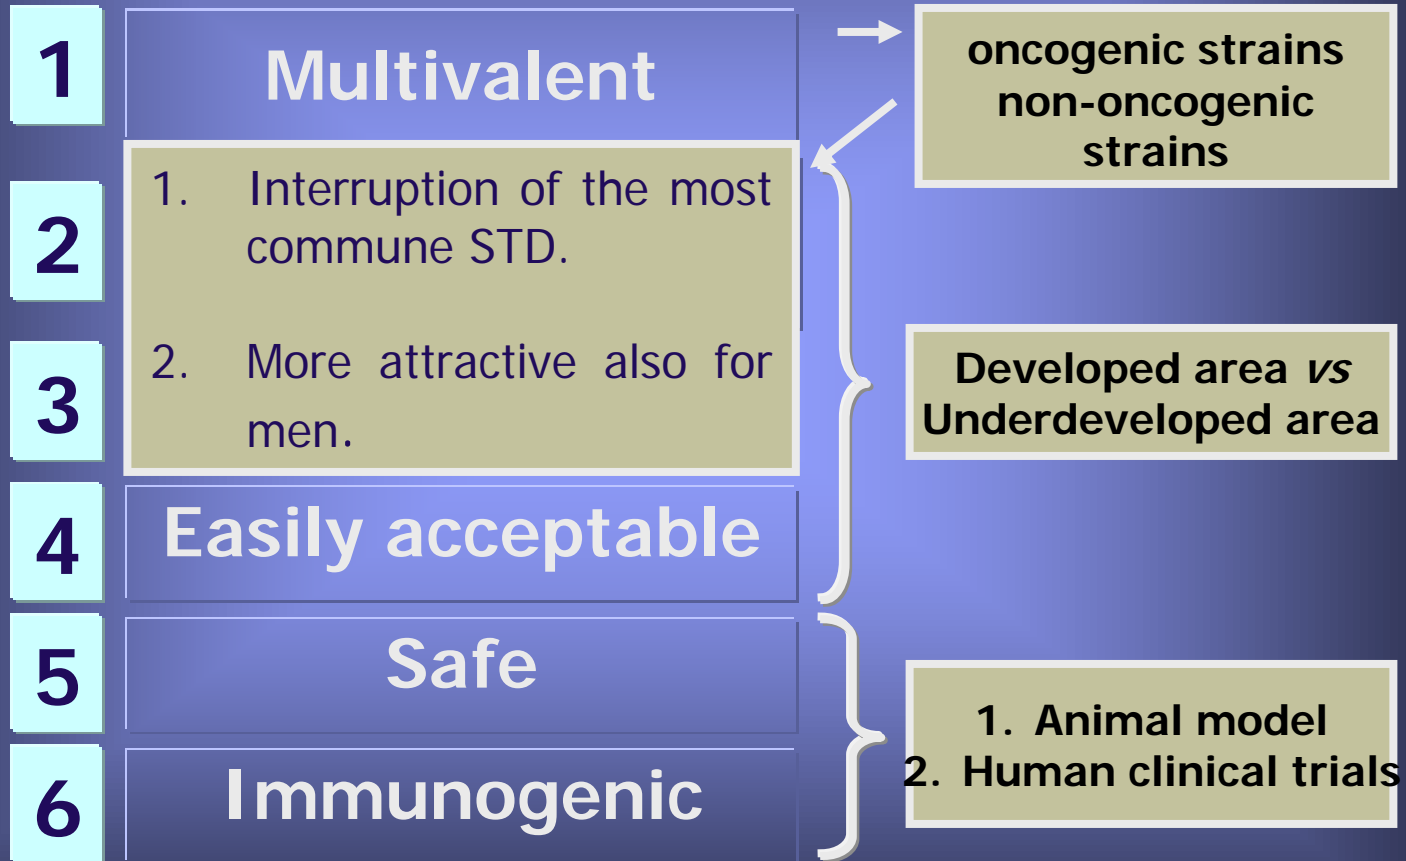 1
Multivalent
oncogenic strains
non-oncogenic
strains
2
3
1. Interruption of the most
commune STD.
2. More attractive also for
men.
Developed area vs
Underdeveloped area
4
Easily acceptable
5
Safe
6
Immunogenic
1. Animal model
2. Human clinical trials